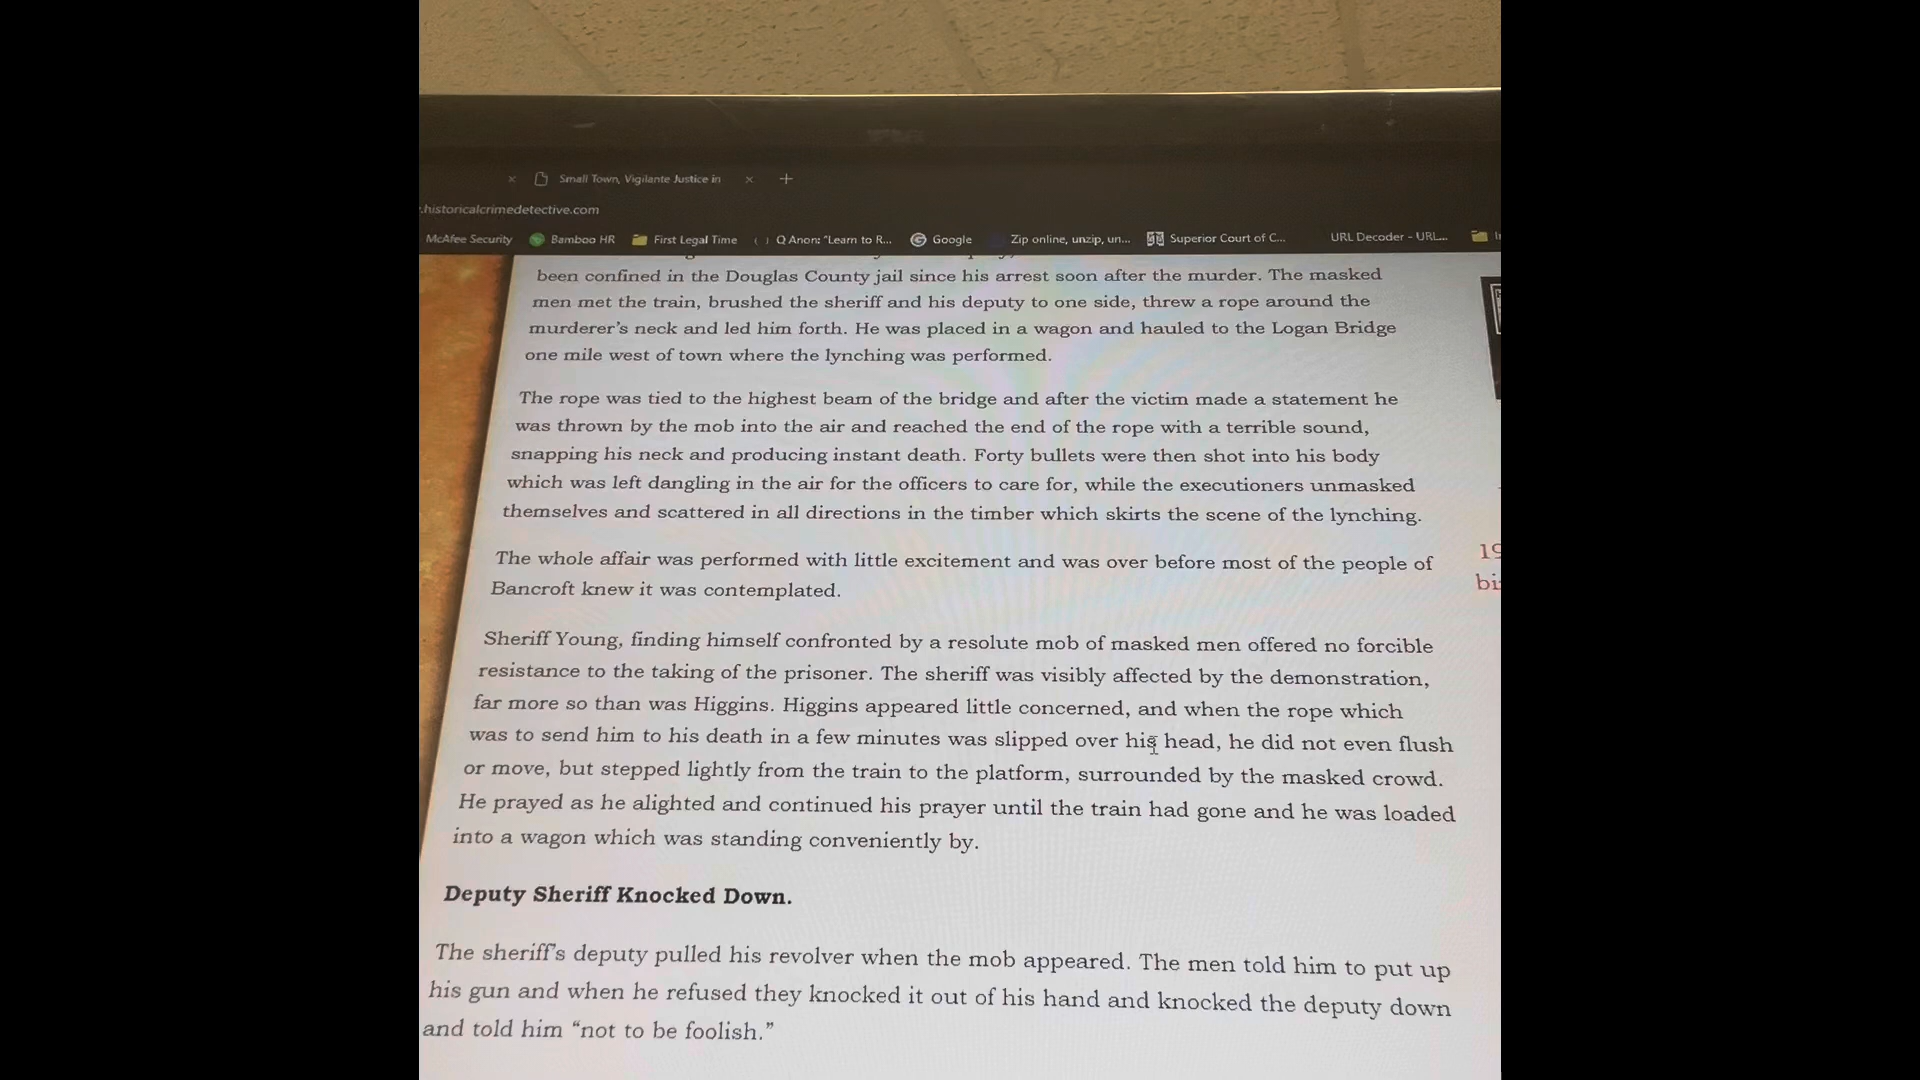 Small Town, Vigilante Justice in
.historicalcrimedetective.com
McAfee Security Bamboo HR First Legal Time Q Anon: "Learn to R... Google Zip online, unzip, un... Superior Court of C... URL Decoder - URL...
been confined in the Douglas County jail since his arrest soon after the murder. The masked
men met the train, brushed the sheriff and his deputy to one side, threw a rope around the
murderer's neck and led him forth. He was placed in a wagon and hauled to the Logan Bridge
one mile west of town where the lynching was performed.
The rope was tied to the highest beam of the bridge and after the victim made a statement he
was thrown by the mob into the air and reached the end of the rope with a terrible sound,
snapping his neck and producing instant death. Forty bullets were then shot into his body
which was left dangling in the air for the officers to care for, while the executioners unmasked
themselves and scattered in all directions in the timber which skirts the scene of the lynching.
The whole affair was performed with little excitement and was over before most of the people of
Bancroft knew it was contemplated.
Sheriff Young, finding himself confronted by a resolute mob of masked men offered no forcible
resistance to the taking of the prisoner. The sheriff was visibly affected by the demonstration,
far more so than was Higgins. Higgins appeared little concerned, and when the rope which
was to send him to his death in a few minutes was slipped over his head, he did not even flush
or move, but stepped lightly from the train to the platform, surrounded by the masked crowd.
He prayed as he alighted and continued his prayer until the train had gone and he was loaded
into a wagon which was standing conveniently by.
Deputy Sheriff Knocked Down.
The sheriff's deputy pulled his revolver when the mob appeared. The men told him to put up
his gun and when he refused they knocked it out of his hand and knocked the deputy down
and told him “not to be foolish.”